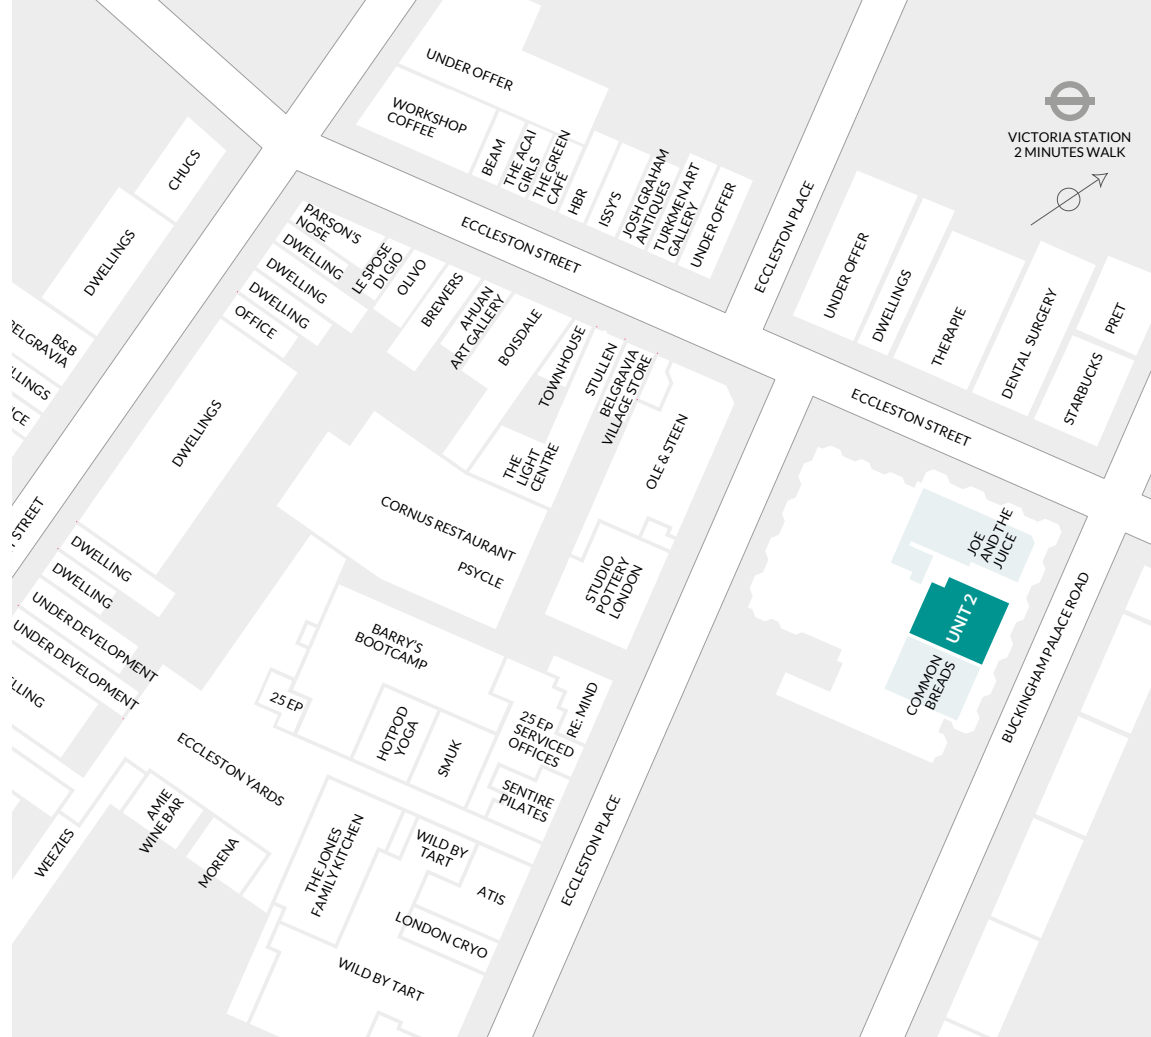 UNDER OFFER
WORKSHOP
COFFEE
BEAM
THE ACAI
GIRLS
THE GREEN
CAFÉ
HBR
ISSY'S
JOSH GRAHAM
ANTIQUES
TURKMEN ART
GALLERY
UNDER OFFER
VICTORIA STATION
2 MINUTES WALK
CHUCS
DWELLINGS
B&B
BELGRAVIA
LLINGS
ICE
STREET
PARSON'S
NOSE
DWELLING
DWELLING
DWELLING
OFFICE
LE SPOSE
DI GIO
OLIVO
BREWERS
AHUAN
ART GALLERY
BOISDALE
TOWNHOUSE
STULLEN
BELGRAVIA
VILLAGE STORE
OLE & STEEN
ECCLESTON STREET
ECCLESTON PLACE
UNDER OFFER
DWELLINGS
THERAPIE
DENTAL SURGERY
PRET
STARBUCKS
ECCLESTON STREET
DWELLINGS
THE
LIGHT
CENTRE
CORNUS RESTAURANT
PSYCLE
STUDIO
POTTERY
LONDON
JOE
AND THE
JUICE
UNIT 2
COMMON
BREADS
BUCKINGHAM PALACE ROAD
DWELLING
DWELLING
UNDER DEVELOPMENT
UNDER DEVELOPMENT
LLING
BARRY'S
BOOTCAMP
25 EP
HOTPOD
YOGA
SMUK
25 EP
SERVICED
OFFICES
RE: MIND
SENTIRE
PILATES
ECCLESTON YARDS
AMIE
WINE BAR
MORENA
WEEZIES
THE JONES
FAMILY KITCHEN
WILD BY
TART
ATIS
LONDON CRYO
WILD BY TART
ECCLESTON PLACE